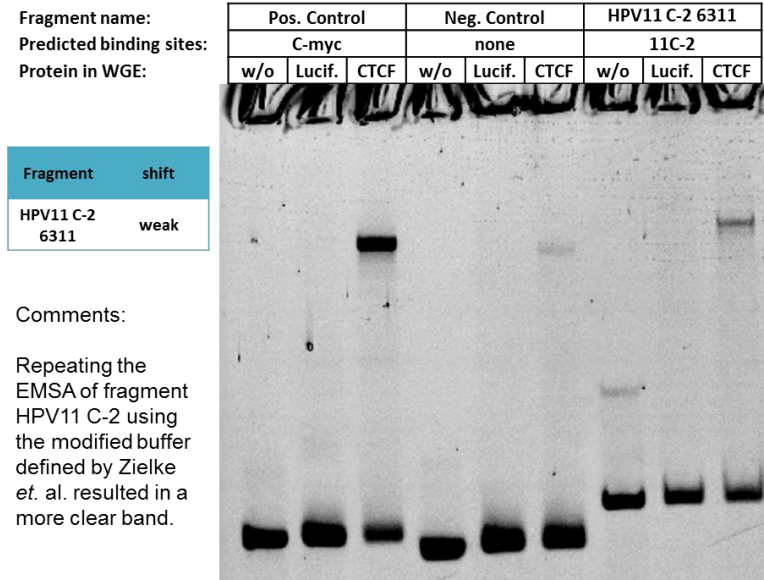 Fragment name: Pos. Control Neg. Control HPV11 C-2 6311
Predicted binding sites: C-myc none 11C-2
Protein in WGE: w/o Lucif. CTCF w/o Lucif. CTCF w/o Lucif. CTCF
Fragment shift
HPV11 C-2
6311
weak
Comments:
Repeating the
EMSA of fragment
HPV11 C-2 using
the modified buffer
defined by Zielke
et. al. resulted in a
more clear band.